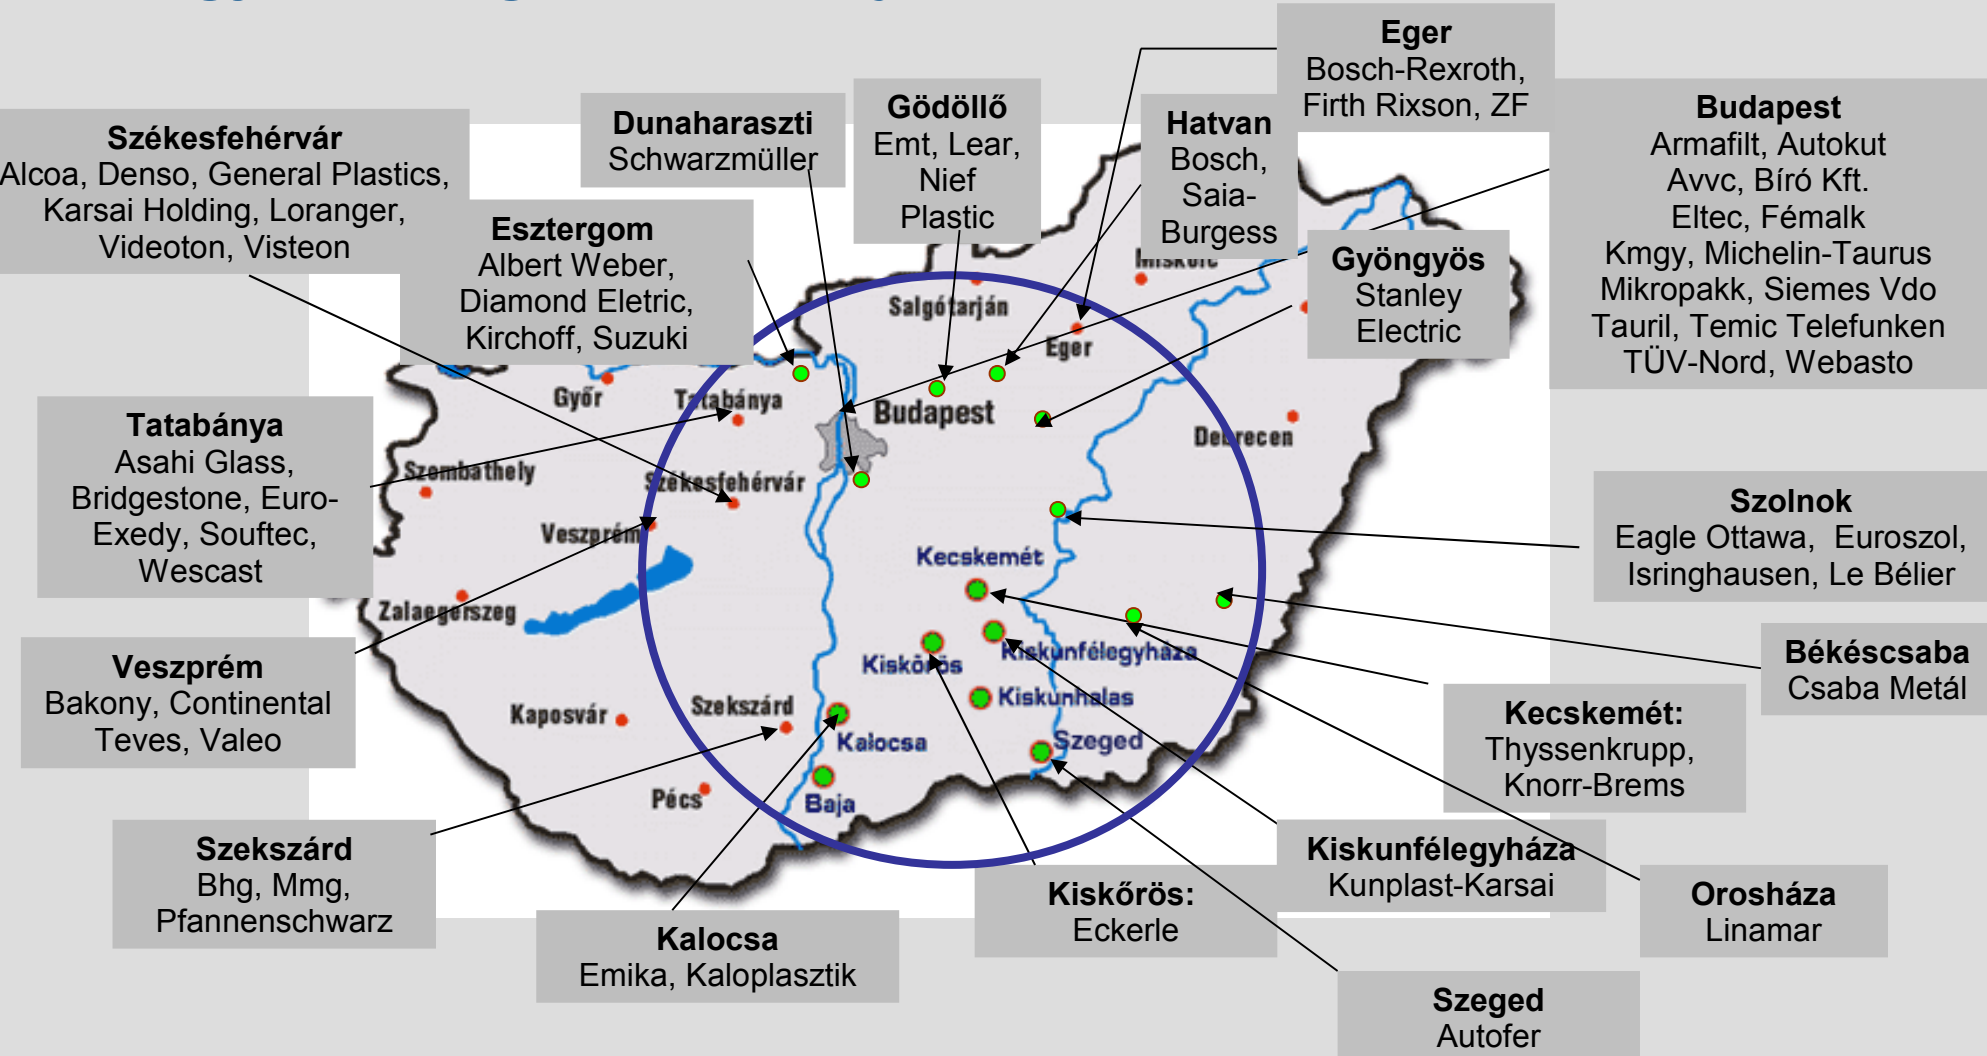 Eger
Bosch-Rexroth,
Firth Rixson, ZF
Székesfehérvár
Alcoa, Denso, General Plastics,
Karsai Holding, Loranger,
Videoton, Visteon
Dunaharaszti
Schwarzmüller
Gödöllő
Emt, Lear,
Nief
Plastic
Hatvan
Bosch,
Saia-
Burgess
Budapest
Armafilt, Autokut
Avvc, Bíró Kft.
Eltec, Fémalk
Kmgy, Michelin-Taurus
Mikropakk, Siemes Vdo
Tauril, Temic Telefunken
TÜV-Nord, Webasto
Esztergom
Albert Weber,
Diamond Eletric,
Kirchoff, Suzuki
Gyöngyös
Stanley
Electric
Miskolc
Salgótarján
Eger
Győr
Tatabánya
Budapest
Debrecen
Tatabánya
Asahi Glass,
Bridgestone, Euro-
Exedy, Souftec,
Wescast
Szombathely
Székesfehérvár
Veszprém
Szolnok
Eagle Ottawa, Euroszol,
Isringhausen, Le Bélier
Kecskemét
Zalaegerszeg
Kiskőrös
Kiskunfélegyháza
Veszprém
Bakony, Continental
Teves, Valeo
Békéscsaba
Csaba Metál
Kaposvár
Szekszárd
Kiskunhalas
Kalocsa
Szeged
Kecskemét:
Thyssenkrupp,
Knorr-Brems
Pécs
Baja
Szekszárd
Bhg, Mmg,
Pfannenschwarz
Kiskunfélegyháza
Kunplast-Karsai
Kiskőrös:
Eckerle
Orosháza
Linamar
Kalocsa
Emika, Kaloplasztik
Szeged
Autofer